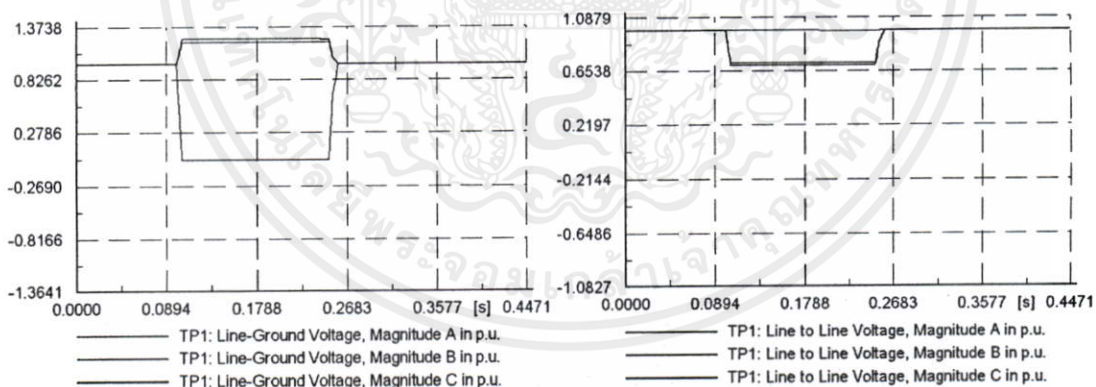 1.3738
0.8262
0.2786
-0.2690
-0.8166
-1.3641
0.0000 0.0894 0.1788 0.2683 0.3577 [s] 0.4471
TP1: Line-Ground Voltage, Magnitude A in p.u.
TP1: Line-Ground Voltage, Magnitude B in p.u.
TP1: Line-Ground Voltage, Magnitude C in p.u.
1.0879
0.6538
0.2197
-0.2144
-0.6486
-1.0827
0.0000 0.0894 0.1788 0.2683 0.3577 [s] 0.4471
TP1: Line to Line Voltage, Magnitude A in p.u.
TP1: Line to Line Voltage, Magnitude B in p.u.
TP1: Line to Line Voltage, Magnitude C in p.u.